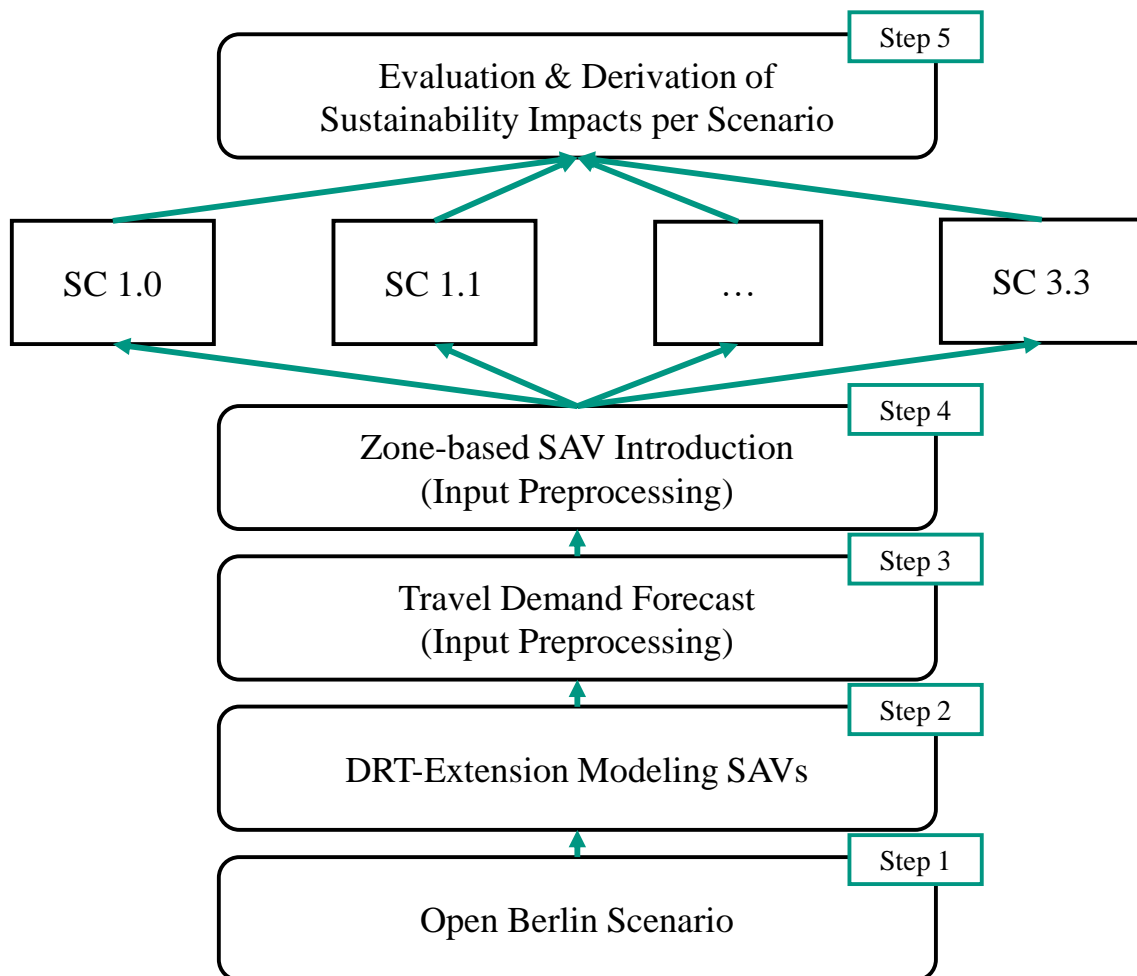 Step 5
Evaluation & Derivation of
Sustainability Impacts per Scenario
SC 1.0
SC 1.1
…
SC 3.3
Step 4
Zone-based SAV Introduction
(Input Preprocessing)
Step 3
Travel Demand Forecast
(Input Preprocessing)
Step 2
DRT-Extension Modeling SAVs
Step 1
Open Berlin Scenario